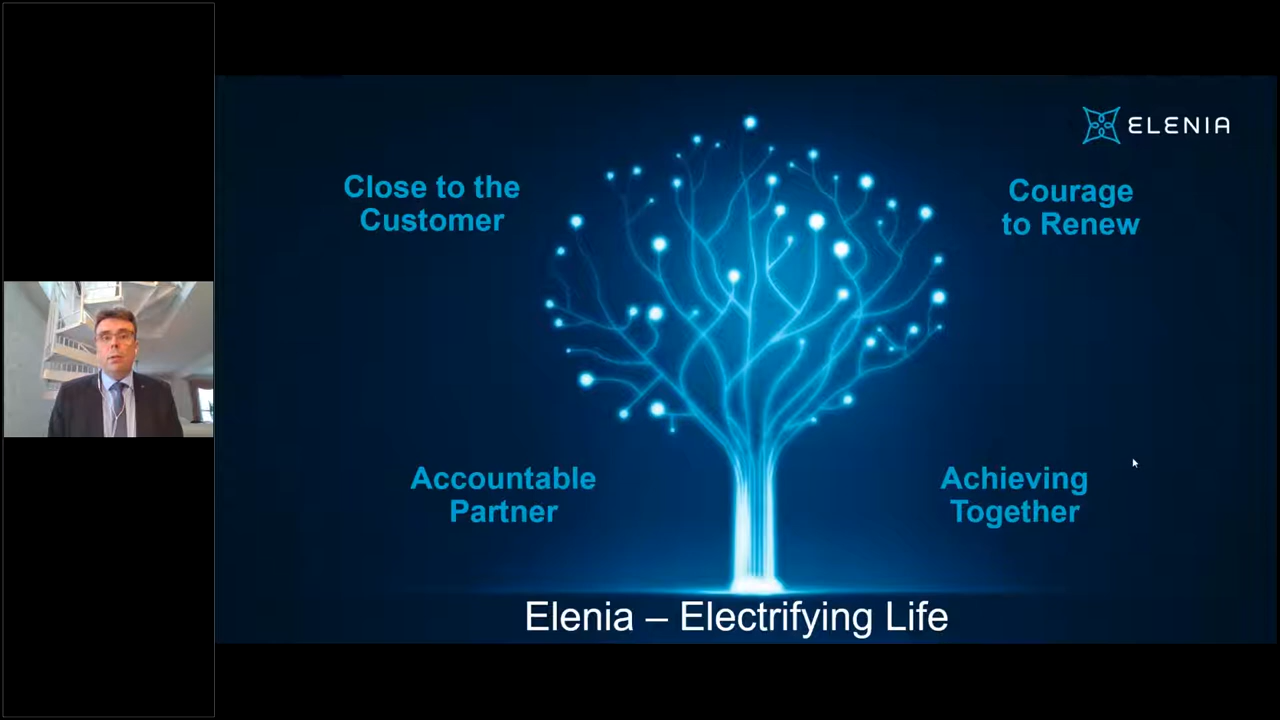 ELENIA
Close to the
Customer
Courage
to Renew
Accountable
Partner
Achieving
Together
Elenia – Electrifying Life